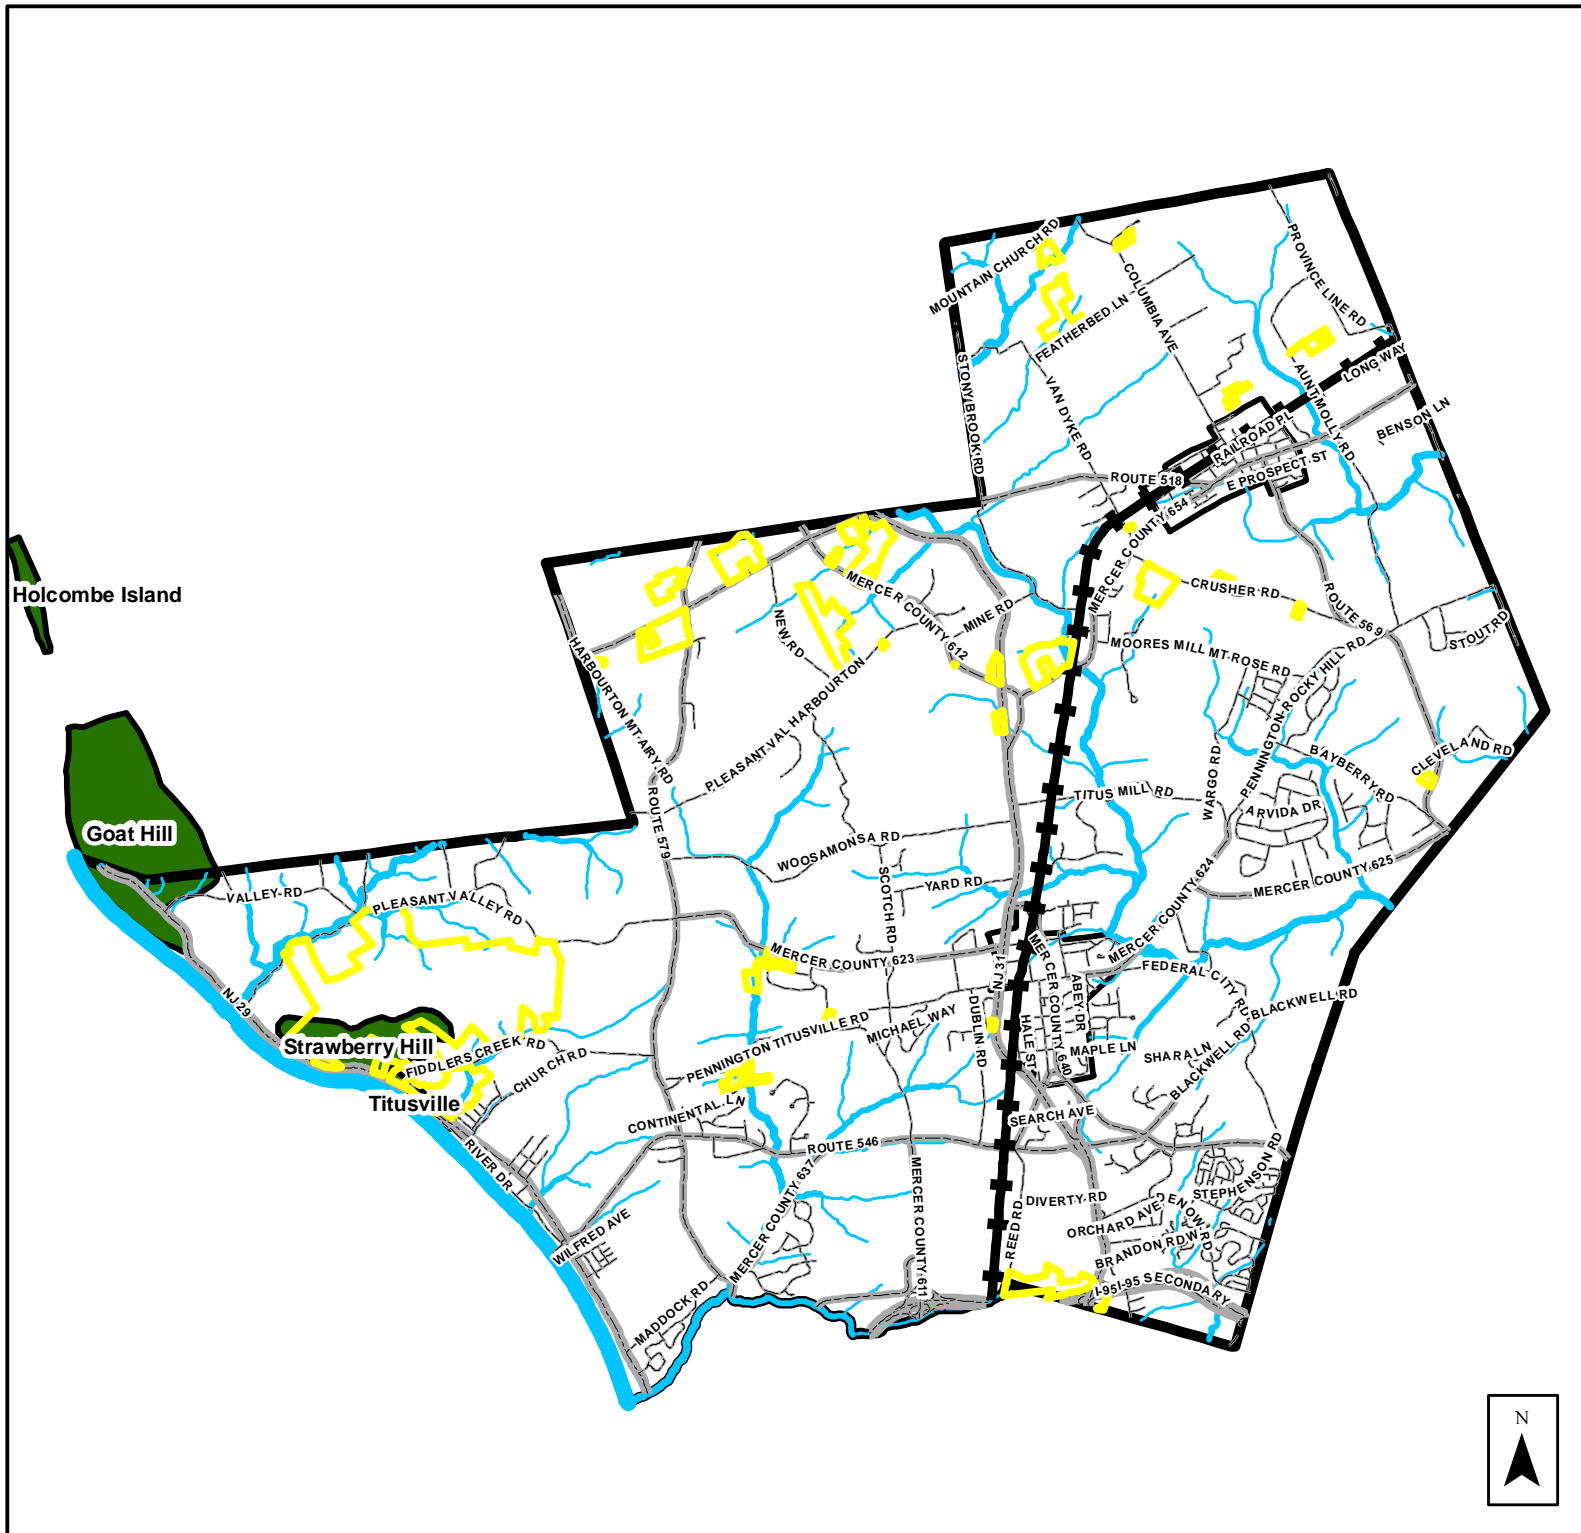 MOUNTAIN CHURCH RD
PROVINCE LINE RD
COLUMBIA AVE
FEATHERBED LN
LONG WAY
STONY BROOK RD
VAN DYKE RD
AUNT MOLLY RD
BENSON LN
RAILROAD PL
E PROSPECT ST
ROUTE 518
MERCER COUNTY 654
Holcombe Island
CRUSHER RD
ROUTE 569
MERCER COUNTY 612
MINE RD
NEW RD
STOUT RD
MOORES MILL MT ROSE RD
PENNINGTON-ROCKY HILL RD
HARBOURTON MT AIRY RD
PLEASANT VAL HARBOURTON
WARGO RD
BAYBERRY RD
CLEVELAND RD
TITUS MILL RD
ARVIDA DR
ROUTE 579
Goat Hill
WOOSAMONSA RD
SCOTCH RD
YARD RD
MERCER COUNTY 624
MERCER COUNTY 625
VALLEY RD
PLEASANT VALLEY RD
MERCER COUNTY 623
NJ 31
MERCER COUNTY 640
ABEY DR
FEDERAL CITY RD
BLACKWELL RD
BLACKWELL RD
NJ 29
Strawberry Hill
FIDDLERS CREEK RD
CHURCH RD
PENNINGTON TITUSVILLE RD
MICHAEL WAY
DUBLIN RD
HALE ST
MAPLE LN
SHARA LN
Titusville
CONTINENTAL LN
SEARCH AVE
ROUTE 546
RIVER DR
MERCER COUNTY 637
MERCER COUNTY 611
DIVERTY RD
REED RD
ORCHARD AVE
DENOW RD
STEPHENSON RD
BRANDON RD W
WILFRED AVE
MADDOCK RD
I-95
I-95 SECONDARY
N